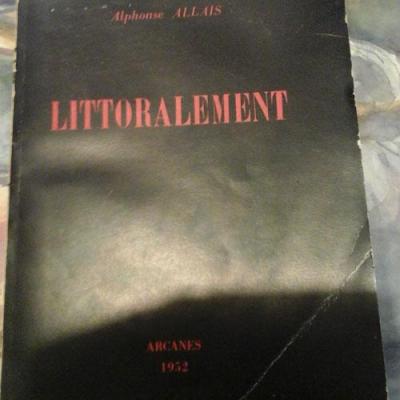 Alphonse ALLAIS
LITTORALEMENT
ARCANES
1952